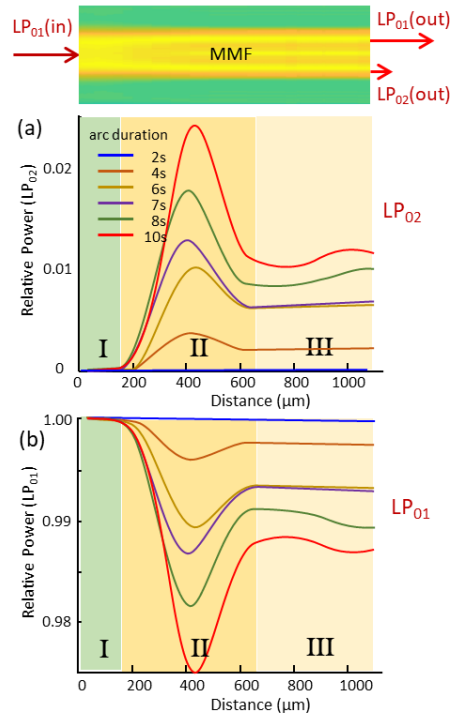 LP01(in)
MMF
LP01(out)
LP02(out)
(a)
arc duration
2s
4s
6s
7s
8s
10s
LP02
Relative Power (LP02)
0.02
0.01
0
I
II
III
0
200
400
600
800
1000
Distance (μm)
(b)
1.00
0.99
0.98
Relative Power (LP01)
LP01
I
II
III
0
200
400
600
800
1000
Distance (μm)